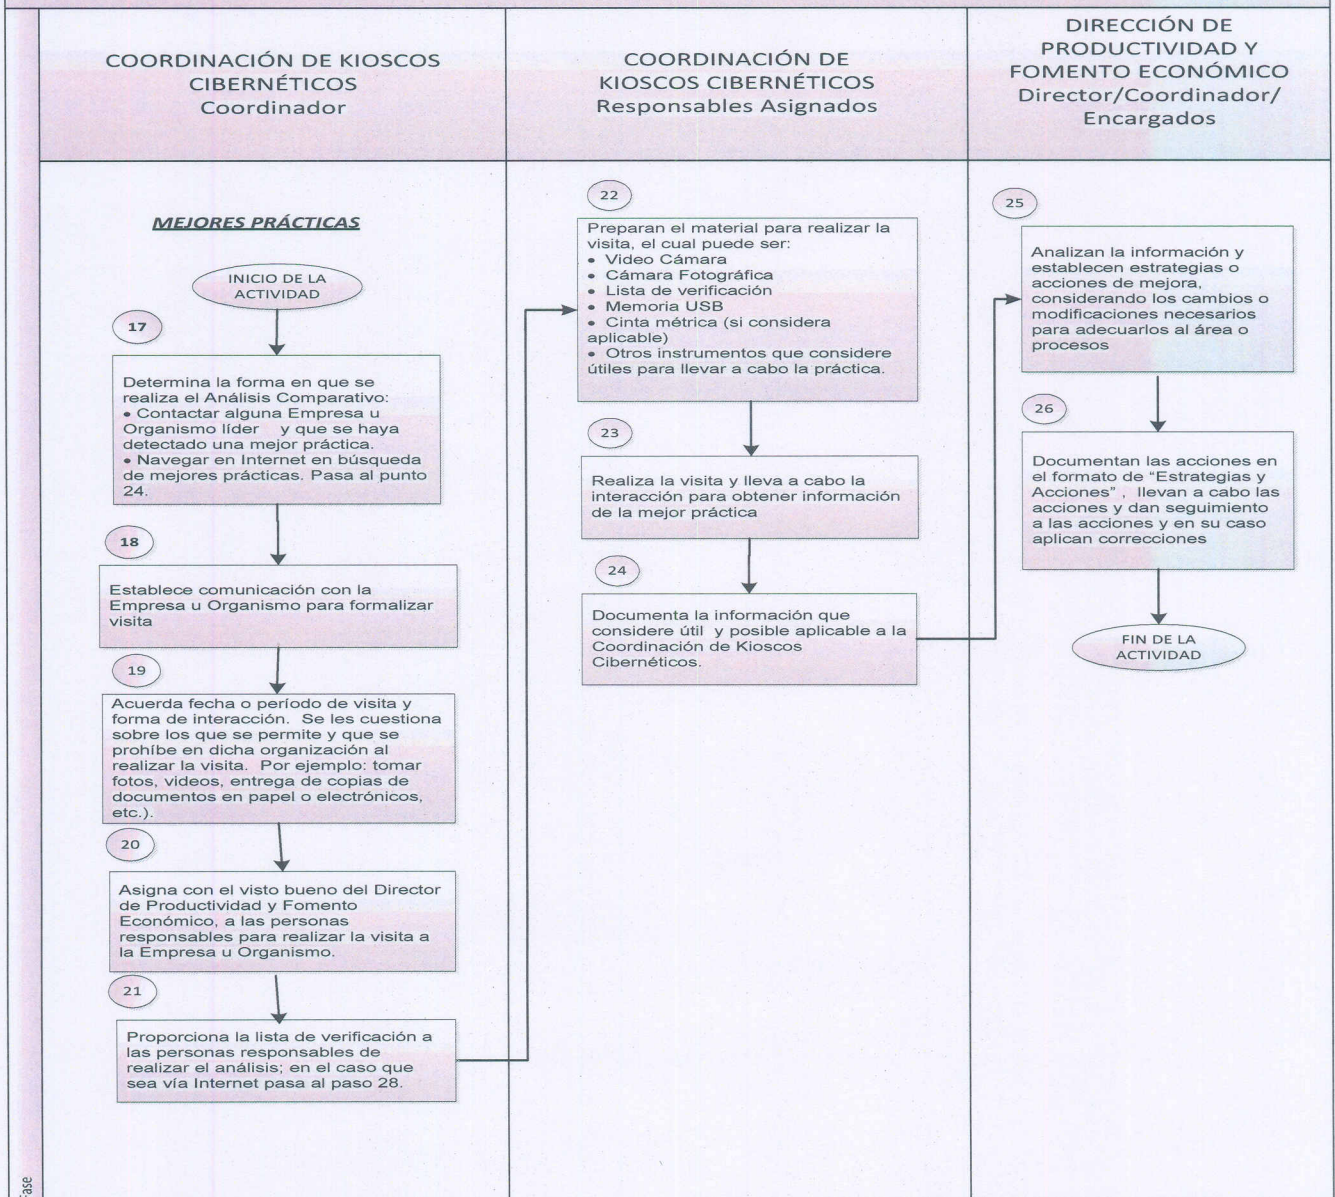 COORDINACIÓN DE KIOSCOS
CIBERNÉTICOS
Coordinador
COORDINACIÓN DE
KIOSCOS CIBERNÉTICOS
Responsables Asignados
DIRECCIÓN DE
PRODUCTIVIDAD Y
FOMENTO ECONÓMICO
Director/Coordinador/
Encargados
MEJORES PRÁCTICAS
INICIO DE LA
ACTIVIDAD
17
Determina la forma en que se
realiza el Análisis Comparativo:
• Contactar alguna Empresa u
Organismo líder y que se haya
detectado una mejor práctica.
• Navegar en Internet en búsqueda
de mejores prácticas. Pasa al punto
24.
18
Establece comunicación con la
Empresa u Organismo para formalizar
visita
19
Acuerda fecha o período de visita y
forma de interacción. Se les cuestiona
sobre los que se permite y que se
prohíbe en dicha organización al
realizar la visita. Por ejemplo: tomar
fotos, videos, entrega de copias de
documentos en papel o electrónicos,
etc.).
20
Asigna con el visto bueno del Director
de Productividad y Fomento
Económico, a las personas
responsables para realizar la visita a
la Empresa u Organismo.
21
Proporciona la lista de verificación a
las personas responsables de
realizar el análisis; en el caso que
sea vía Internet pasa al paso 28.
22
Preparan el material para realizar la
visita, el cual puede ser:
• Video Cámara
• Cámara Fotográfica
• Lista de verificación
• Memoria USB
• Cinta métrica (si considera
aplicable)
• Otros instrumentos que considere
útiles para llevar a cabo la práctica.
23
Realiza la visita y lleva a cabo la
interacción para obtener información
de la mejor práctica
24
Documenta la información que
considere útil y posible aplicable a la
Coordinación de Kioscos
Cibernéticos.
25
Analizan la información y
establecen estrategias o
acciones de mejora,
considerando los cambios o
modificaciones necesarios
para adecuarlos al área o
procesos
26
Documentan las acciones en
el formato de “Estrategias y
Acciones” , llevan a cabo las
acciones y dan seguimiento
a las acciones y en su caso
aplican correcciones
FIN DE LA
ACTIVIDAD